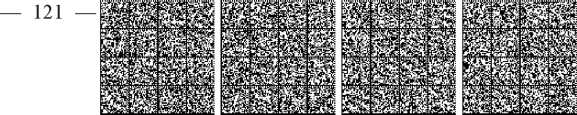 — 121 —